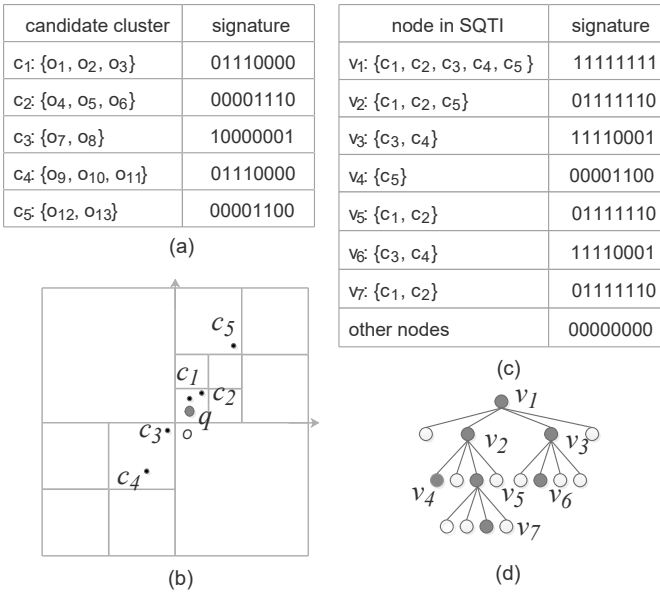 candidate cluster signature
c₁: {o₁, o₂, o₃} 01110000
c₂: {o₄, o₅, o₆} 00001110
c₃: {o₇, o₈} 10000001
c₄: {o₉, o₁₀, o₁₁} 01110000
c₅: {o₁₂, o₁₃} 00001100
(a)
node in SQTI signature
v₁: {c₁, c₂, c₃, c₄, c₅ } 11111111
v₂: {c₁, c₂, c₅} 01111110
v₃: {c₃, c₄} 11110001
v₄: {c₅} 00001100
v₅: {c₁, c₂} 01111110
v₆: {c₃, c₄} 11110001
v₇: {c₁, c₂} 01111110
other nodes 00000000
(c)
c₅
c₁
c₂
q
c₃
o
c₄
(b)
v₁
v₂
v₃
v₄
v₅
v₆
v₇
(d)